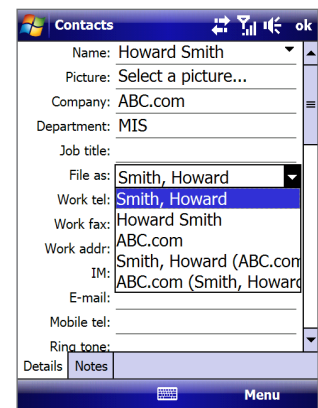 Contacts ok
Name: Howard Smith
Picture: Select a picture...
Company: ABC.com
Department: MIS
Job title:
File as: Smith, Howard
Work tel: Smith, Howard
Work fax: Howard Smith
Work addr: ABC.com
Smith, Howard (ABC.com
IM: ABC.com (Smith, Howard
E-mail:
Mobile tel:
Ring tone:
Details Notes
Menu